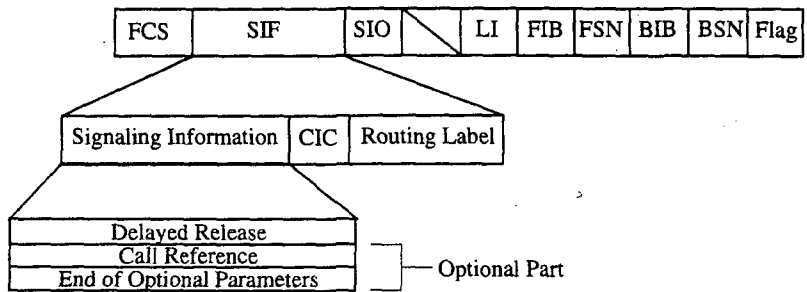 FCS SIF SIO LI FIB FSN BIB BSN Flag
Signaling Information CIC Routing Label
Delayed Release
Call Reference
End of Optional Parameters
Optional Part